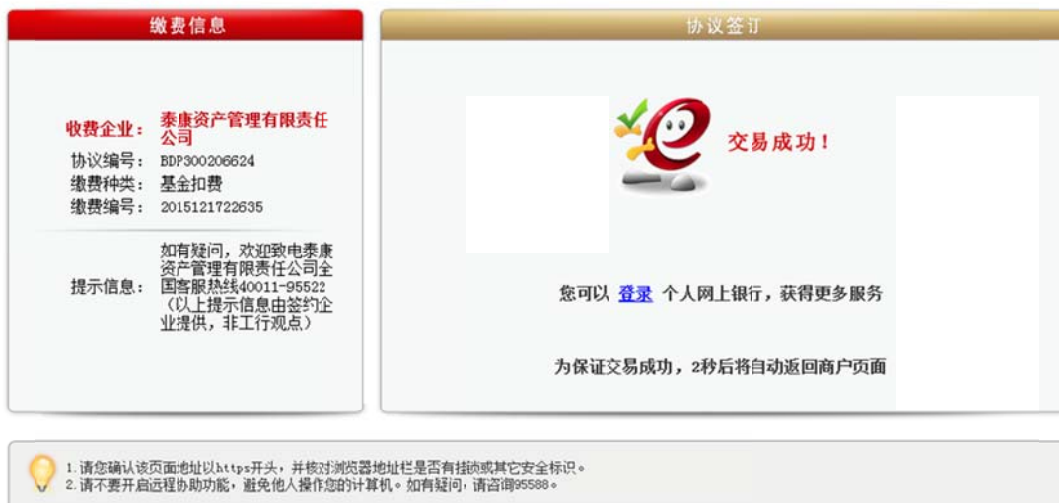 缴费信息
收费企业：
泰康资产管理有限责任
公司
协议编号： BDP300206624
缴费种类： 基金扣费
缴费编号： 2015121722635
提示信息：
如有疑问，欢迎致电泰康
资产管理有限责任公司全
国客服热线40011-95522
（以上提示信息由签约企
业提供，非工行观点）
协议签订
交易成功！
您可以 登录 个人网上银行，获得更多服务
为保证交易成功，2秒后将自动返回商户页面
1.请您确认该页面地址以https开头，并核对浏览器地址栏是否有挂锁或其它安全标识。
2.请不要开启远程协助功能，避免他人操作您的计算机。如有疑问，请咨询95588。